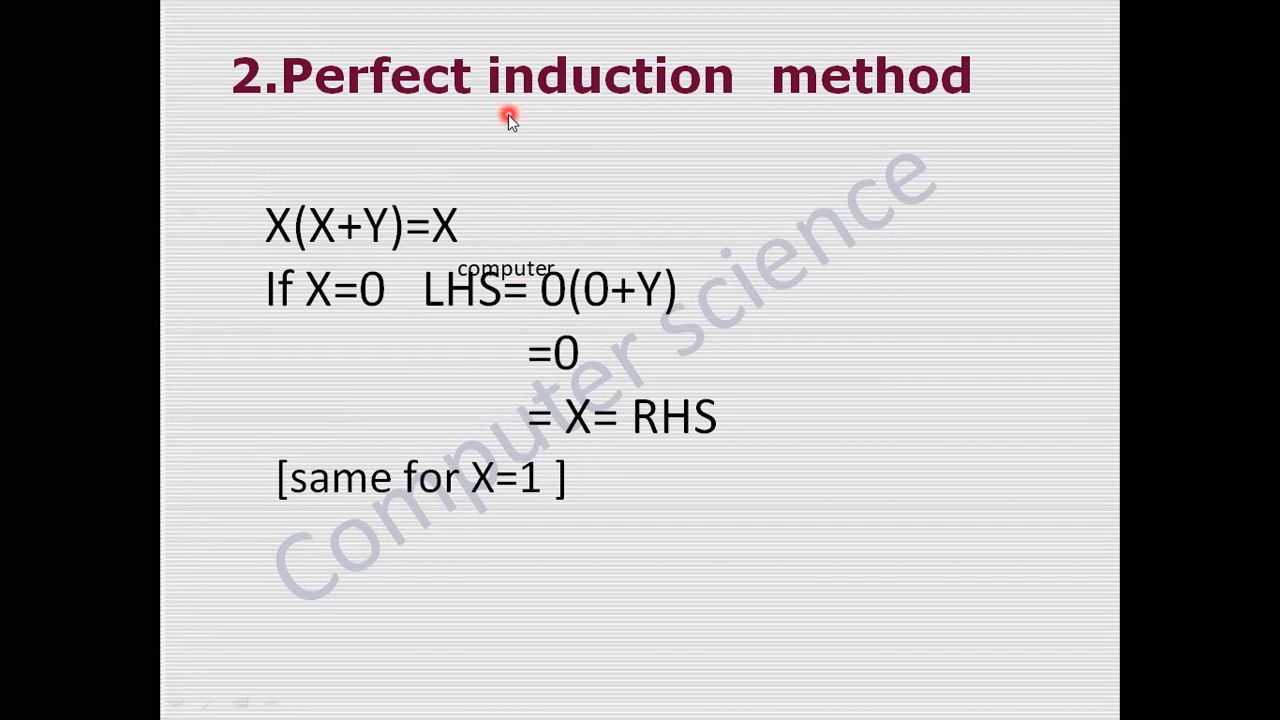 2.Perfect induction method
X(X+Y)=X
computer
If X=0 LHS= 0(0+Y)
=0
= X= RHS
[same for X=1 ]
Computer science